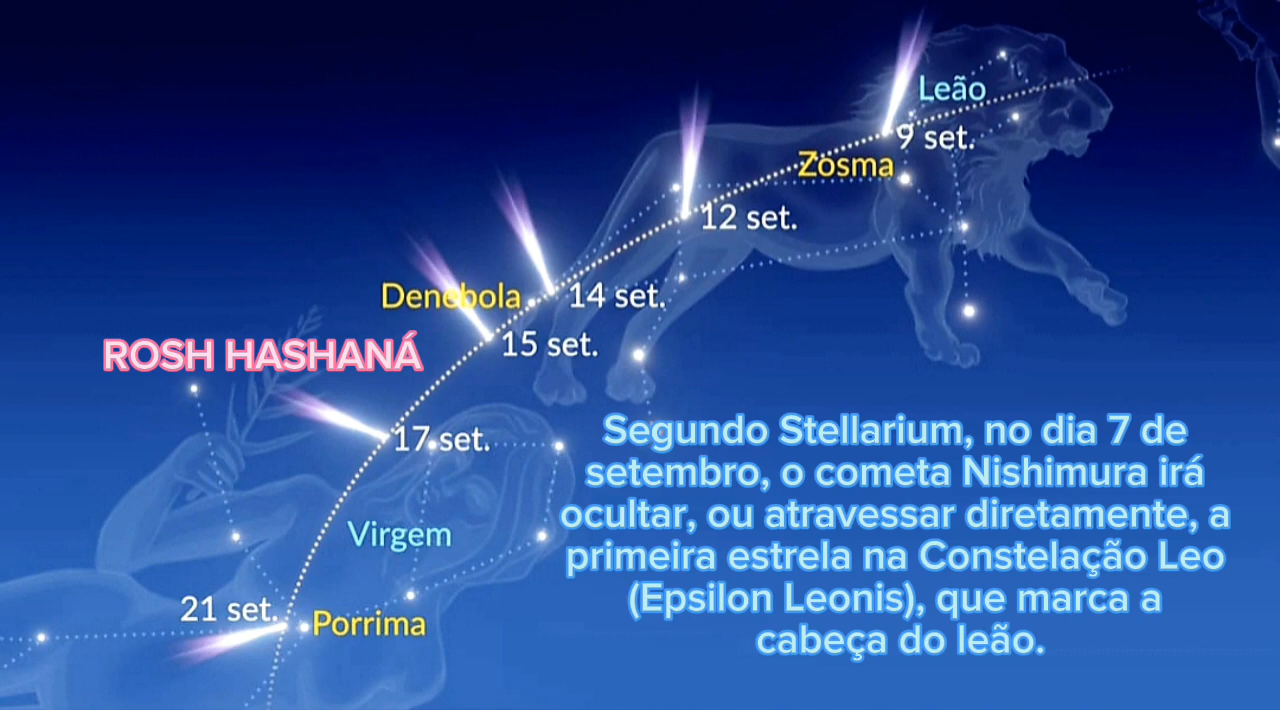 Leão
9 set.
Zosma
12 set.
Denebola
14 set.
15 set.
ROSH HASHANÁ
17 set.
Segundo Stellarium, no dia 7 de
setembro, o cometa Nishimura irá
ocultar, ou atravessar diretamente, a
primeira estrela na Constelação Leo
(Epsilon Leonis), que marca a
cabeça do leão.
Virgem
21 set.
Porrima